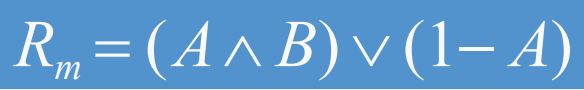 R_m = (A ∧ B) ∨ (1 − A)